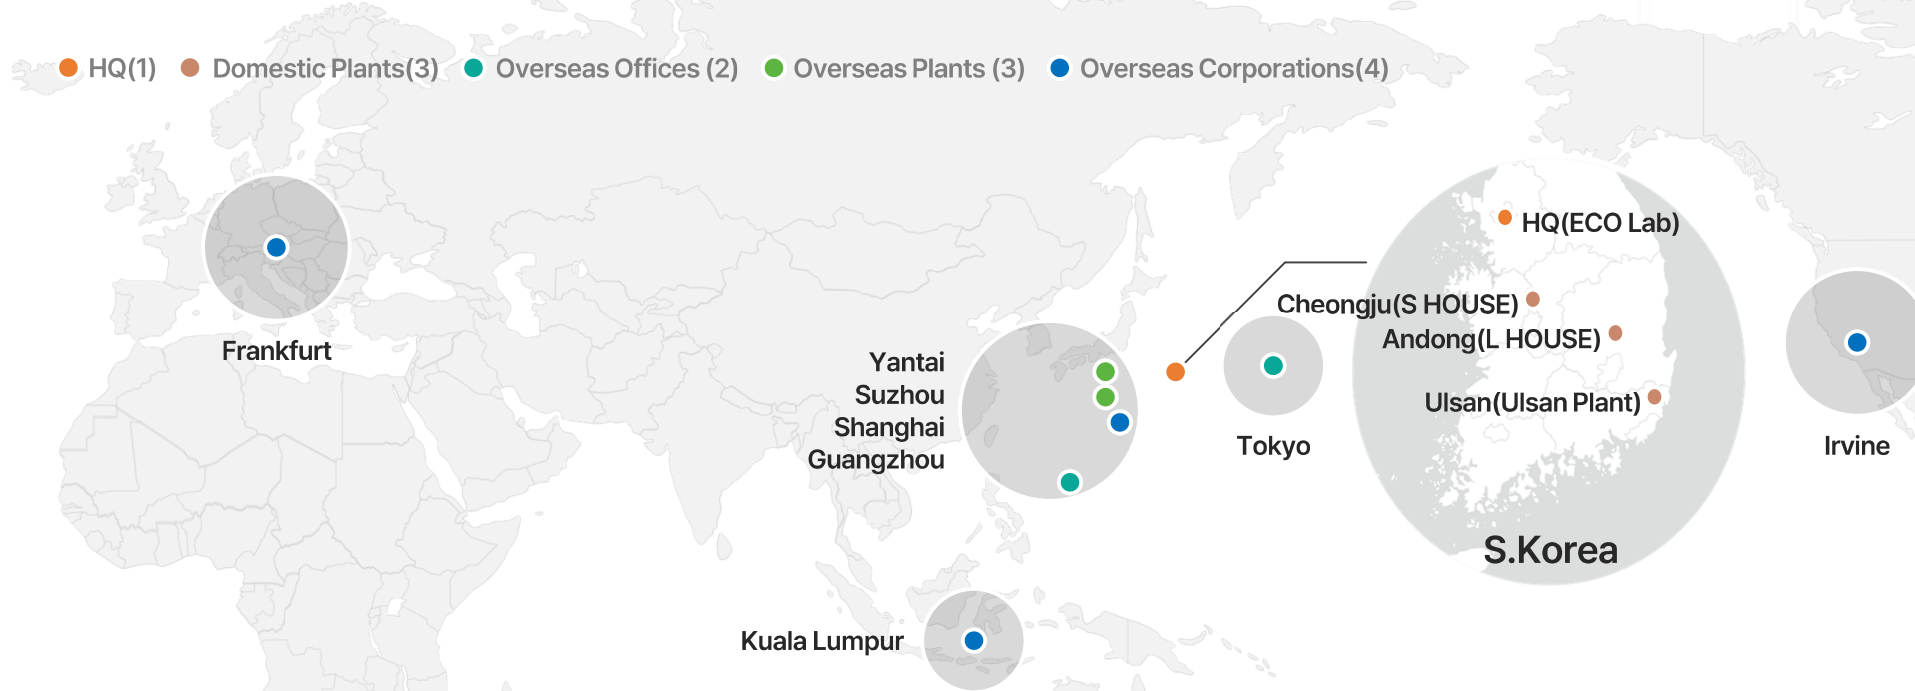 HQ(1) Domestic Plants(3) Overseas Offices (2) Overseas Plants (3) Overseas Corporations(4)
HQ(ECO Lab)
Cheongju(S HOUSE)
Andong(L HOUSE)
Ulsan(Ulsan Plant)
S.Korea
Frankfurt
Yantai
Suzhou
Shanghai
Guangzhou
Tokyo
Irvine
Kuala Lumpur